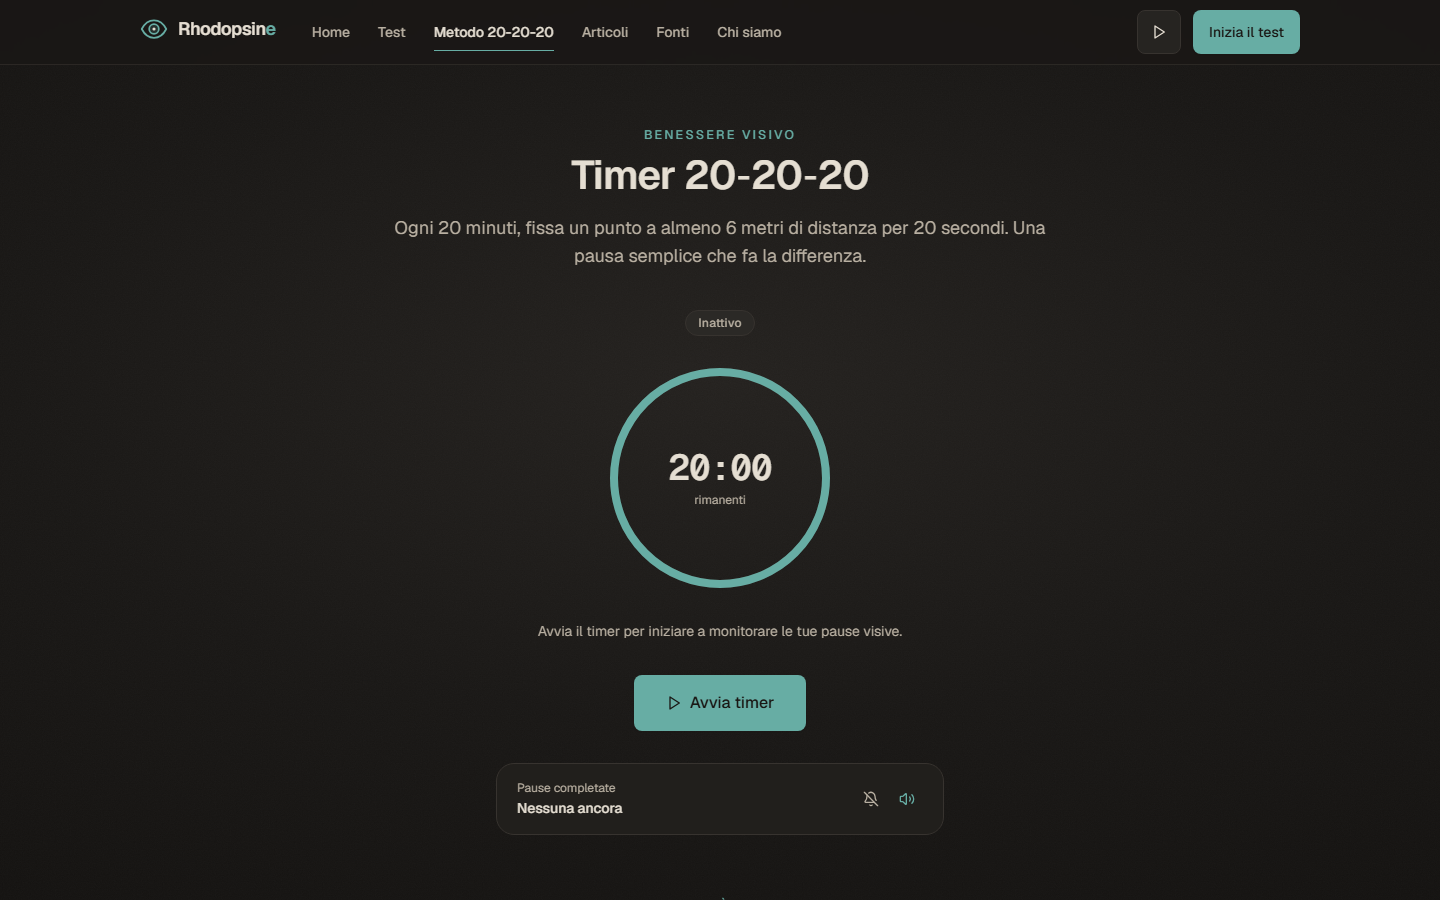 Rhodopsine
Home
Test
Metodo 20-20-20
Articoli
Fonti
Chi siamo
Inizia il test
BENESSERE VISIVO
Timer 20-20-20
Ogni 20 minuti, fissa un punto a almeno 6 metri di distanza per 20 secondi. Una
pausa semplice che fa la differenza.
Inattivo
20:00
rimanenti
Avvia il timer per iniziare a monitorare le tue pause visive.
Avvia timer
Pause completate
Nessuna ancora